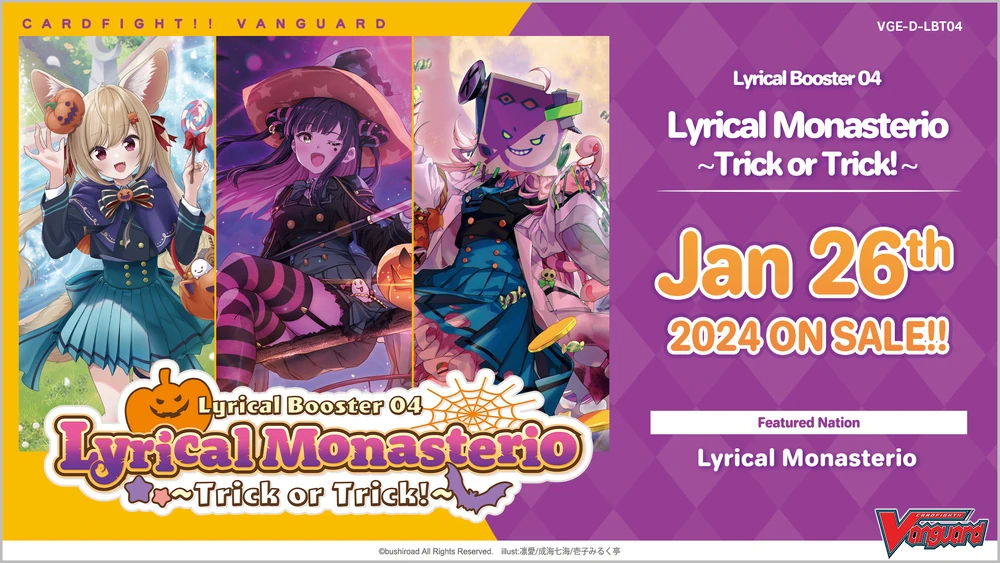 CARDFIGHT!! VANGUARD
VGE-D-LBT04
Lyrical Booster 04
Lyrical Monasterio
~Trick or Trick!~
Jan 26th
2024 ON SALE!!
Featured Nation
Lyrical Monasterio
Lyrical Booster 04
Lyrical Monasterio
~Trick or Trick!~
CARDFIGHT!!
Vanguard
©bushiroad All Rights Reserved. illust:凛愛/成海七海/壱子みるく亭